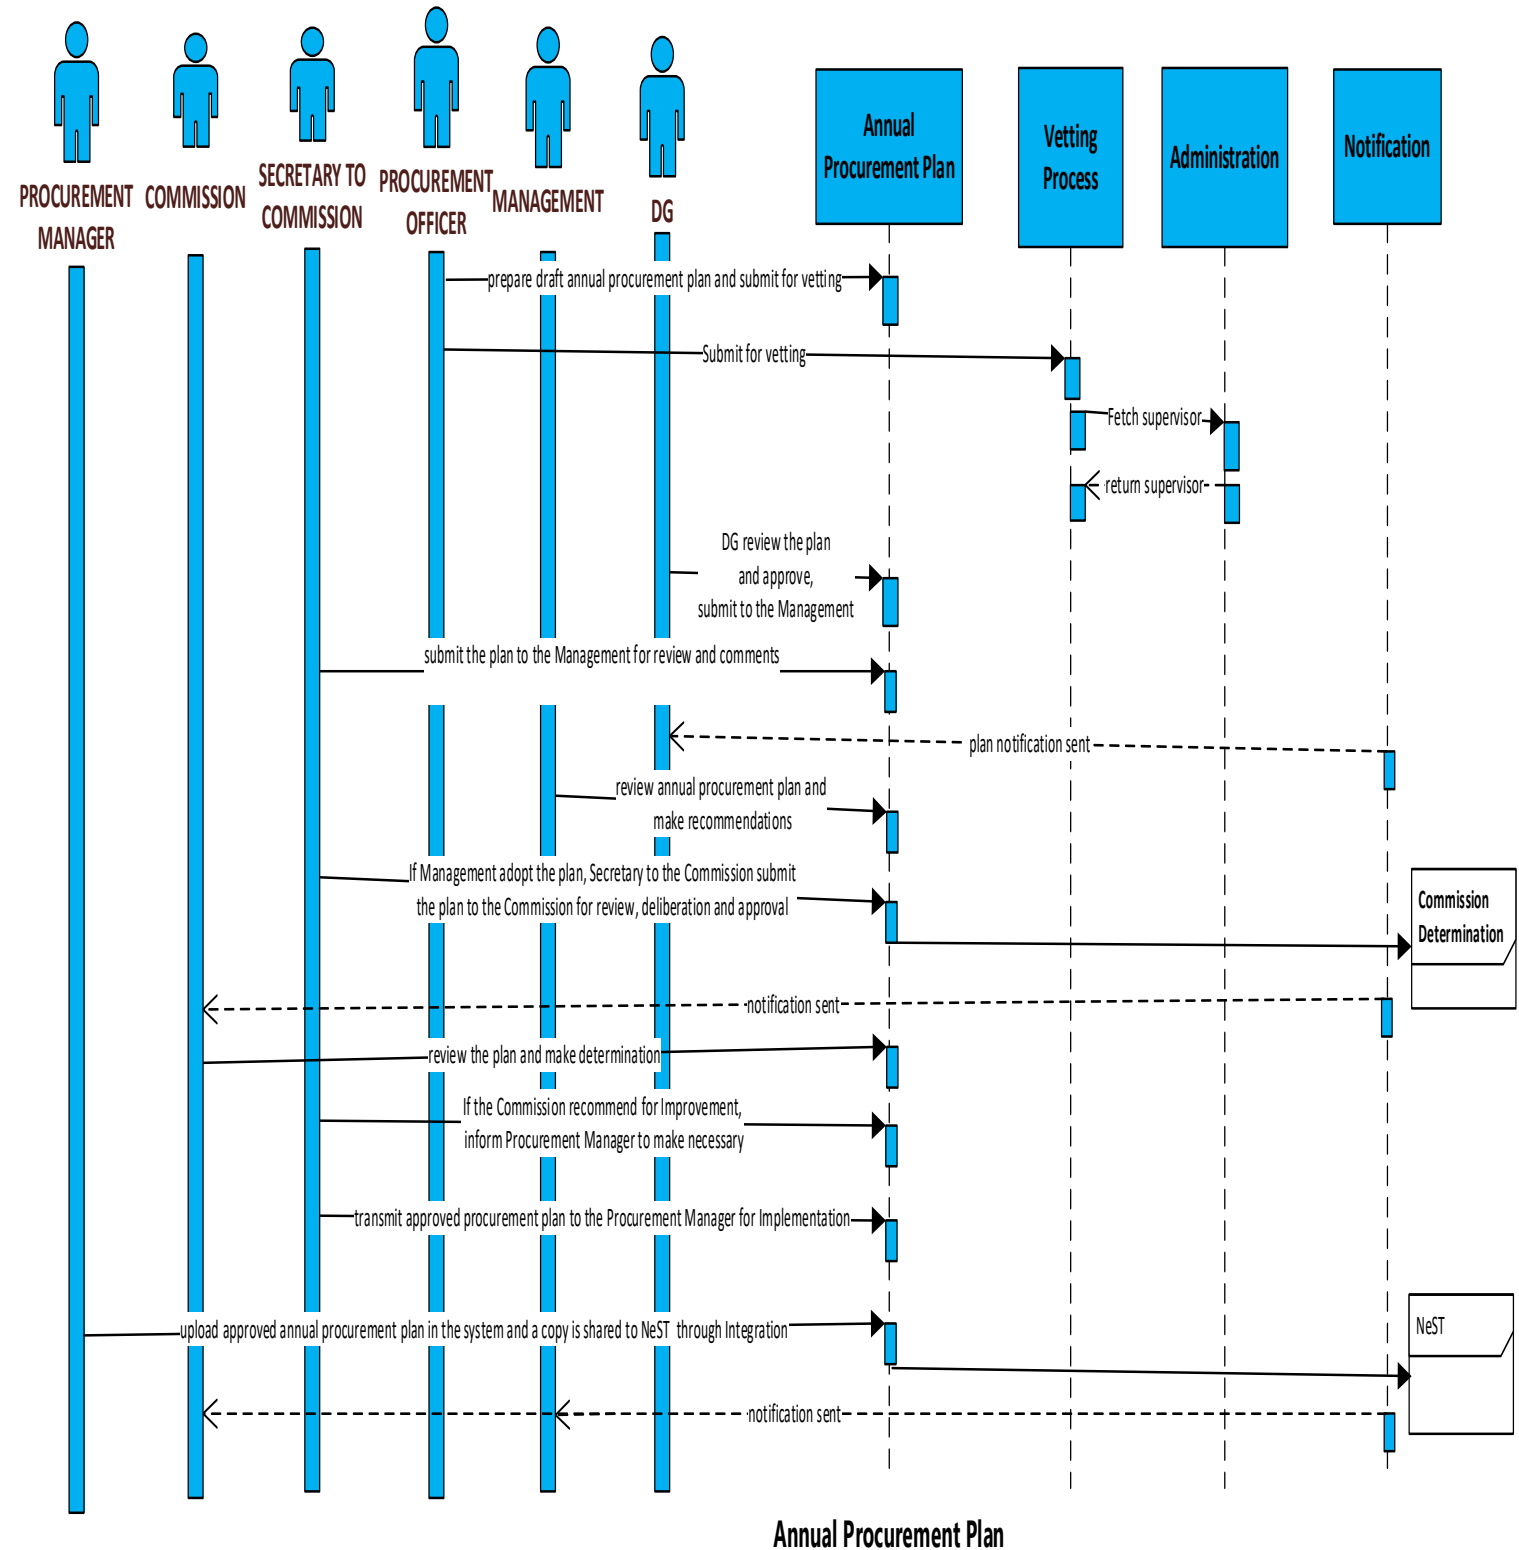 PROCUREMENT
MANAGER
COMMISSION
SECRETARY TO
COMMISSION
PROCUREMENT
OFFICER
MANAGEMENT
DG
Annual
Procurement Plan
Vetting
Process
Administration
Notification
prepare draft annual procurement plan and submit for vetting
Submit for vetting
Fetch supervisor
return supervisor
DG review the plan
and approve,
submit to the Management
submit the plan to the Management for review and comments
plan notification sent
review annual procurement plan and
make recommendations
If Management adopt the plan, Secretary to the Commission submit
the plan to the Commission for review, deliberation and approval
Commission
Determination
notification sent
review the plan and make determination
If the Commission recommend for Improvement,
inform Procurement Manager to make necessary
transmit approved procurement plan to the Procurement Manager for Implementation
upload approved annual procurement plan in the system and a copy is shared to NeST through Integration
NeST
notification sent
Annual Procurement Plan